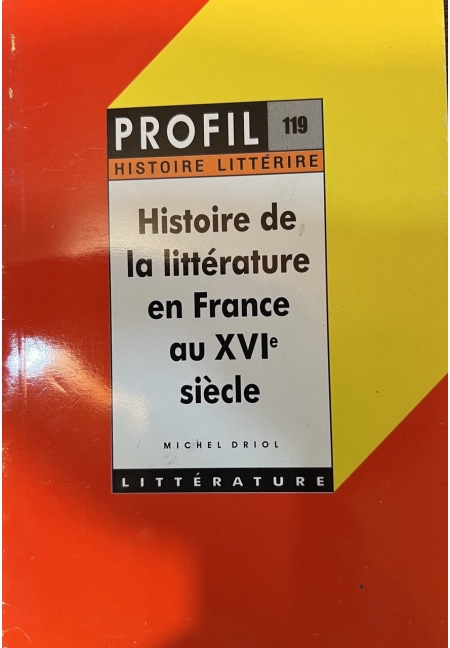 PROFIL 119
HISTOIRE LITTÉRIRE
Histoire de
la littérature
en France
au XVIe
siècle
MICHEL DRIOL
LITTÉRATURE